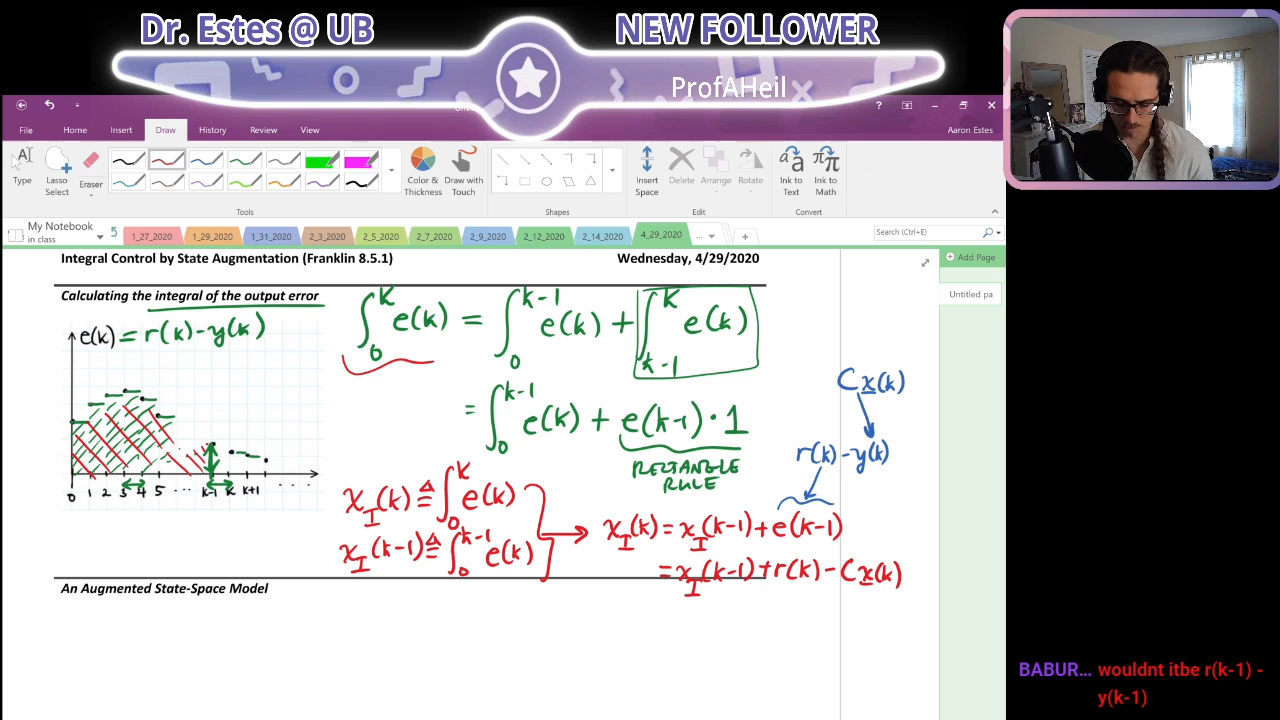 Dr. Estes @ UB
NEW FOLLOWER
ProfAHeil
File Home Insert Draw History Review View
Aaron Estes
Type
Lasso Select
Eraser
Color & Thickness
Draw with Touch
Insert Space
Delete
Arrange
Rotate
Ink to Text
Ink to Math
Tools
Shapes
Edit
Convert
My Notebook
in class
1_27_2020 1_29_2020 1_31_2020 2_3_2020 2_5_2020 2_7_2020 2_9_2020 2_12_2020 2_14_2020 4_29_2020 ...
Search (Ctrl+E)
Integral Control by State Augmentation (Franklin 8.5.1)
Wednesday, 4/29/2020
Add Page
Untitled pa
Calculating the integral of the output error
e(k) = r(k)-y(k)
∫₀ᵏ e(k) = ∫₀ᵏ⁻¹ e(k) + ∫ₖ₋₁ᵏ e(k)
= ∫₀ᵏ⁻¹ e(k) + e(k-1)·1
RECTANGLE
RULE
0 1 2 3 4 5 ... k-1 k k+1 ....
Cx(k)
r(k)-y(k)
x_I(k) ≜ ∫₀ᵏ e(k)
x_I(k-1) ≜ ∫₀ᵏ⁻¹ e(k)
x_I(k) = x_I(k-1) + e(k-1)
= x_I(k-1) + r(k) - Cx(k)
An Augmented State-Space Model
BABUR... wouldnt itbe r(k-1) -
y(k-1)